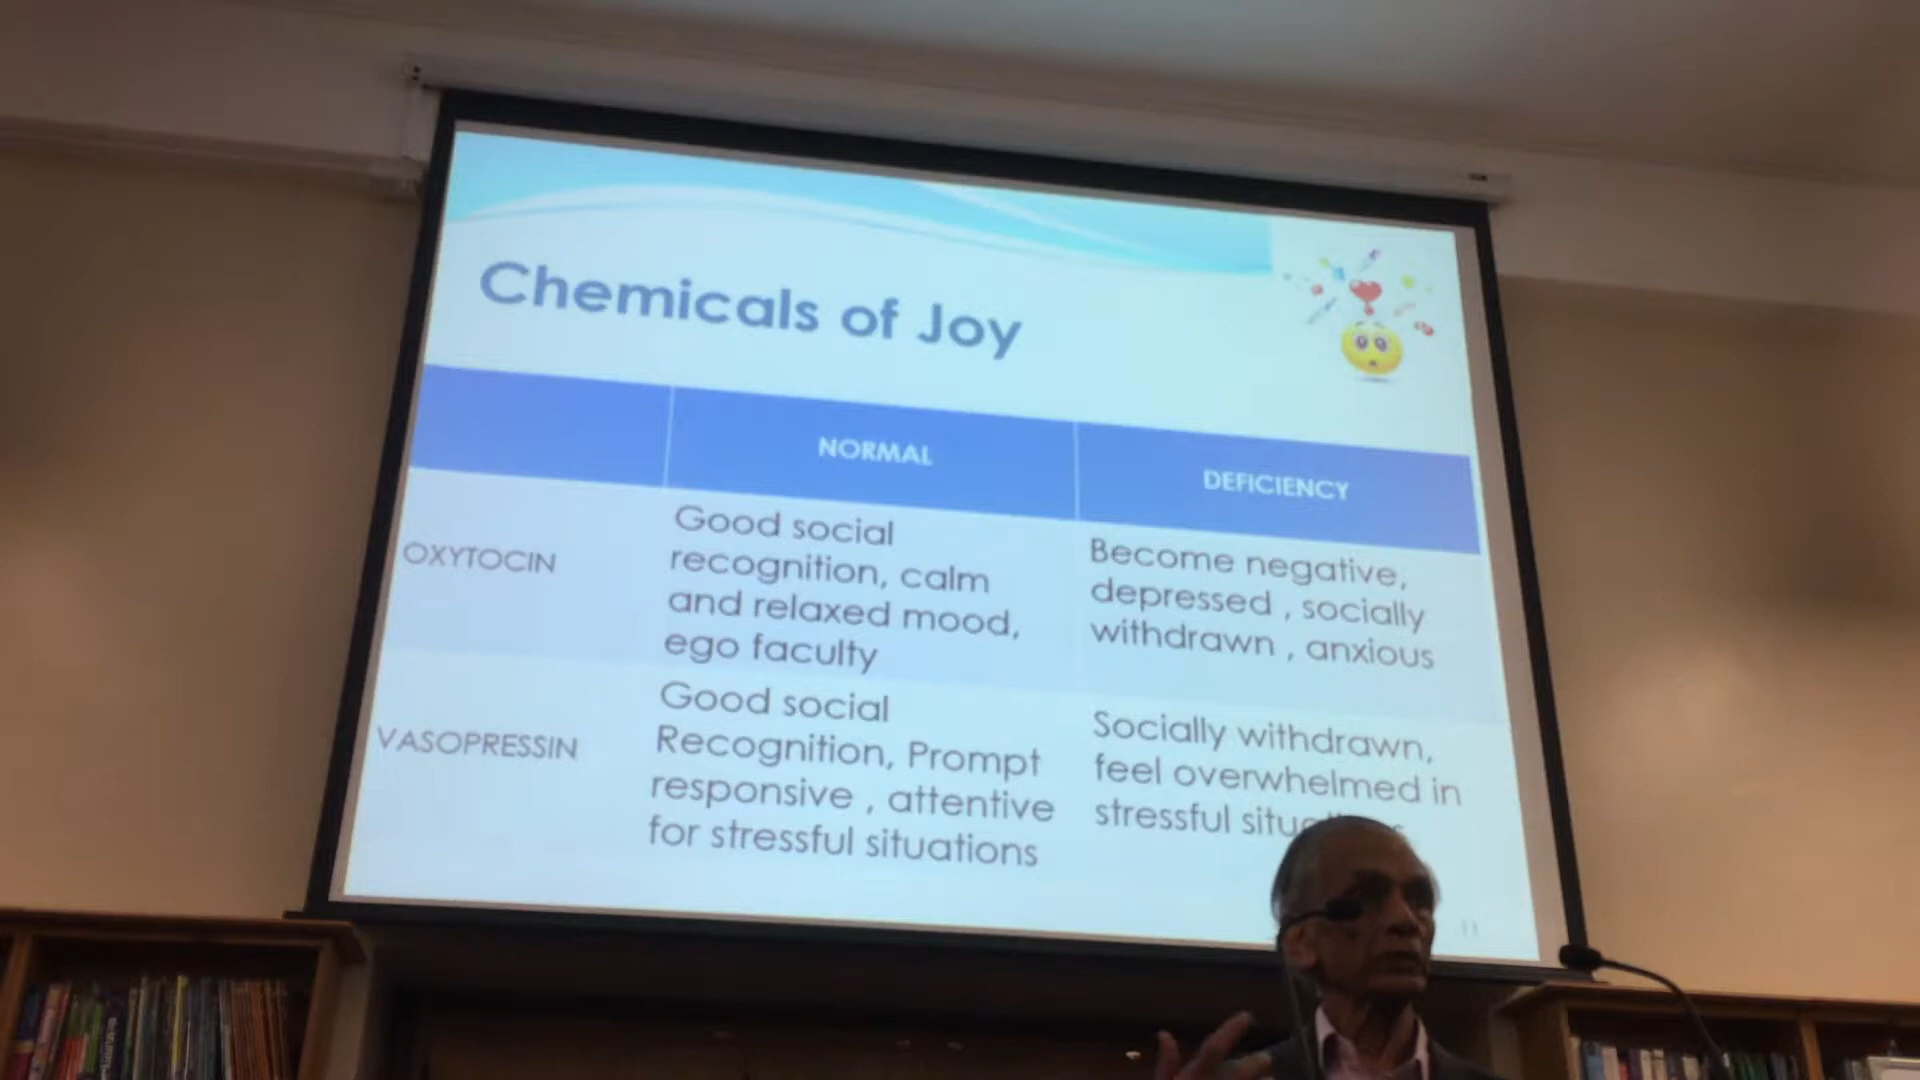 Chemicals of Joy
NORMAL
DEFICIENCY
OXYTOCIN
Good social
recognition, calm
and relaxed mood,
ego faculty
Become negative,
depressed , socially
withdrawn , anxious
VASOPRESSIN
Good social
Recognition, Prompt
responsive , attentive
for stressful situations
Socially withdrawn,
feel overwhelmed in
stressful
11